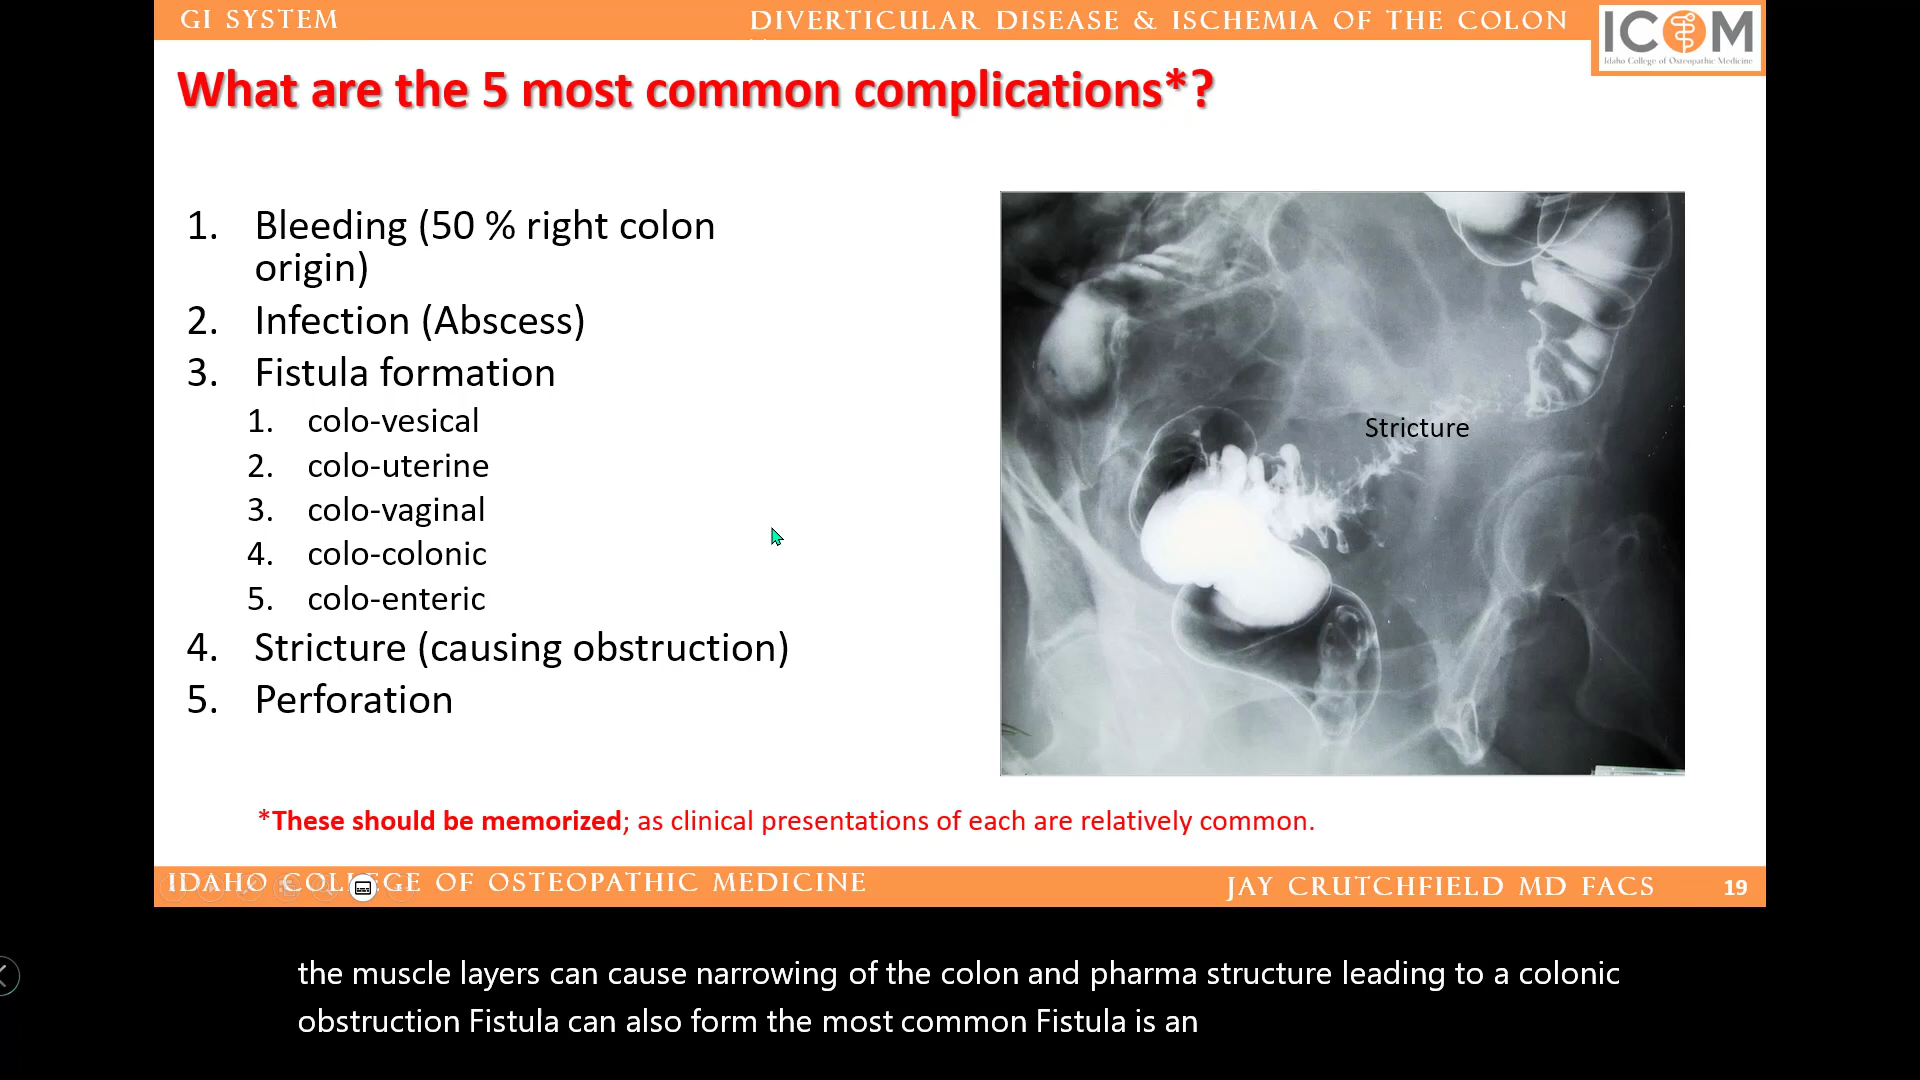 GI SYSTEM
DIVERTICULAR DISEASE & ISCHEMIA OF THE COLON
ICOM
Idaho College of Osteopathic Medicine
What are the 5 most common complications*?
1. Bleeding (50 % right colon
origin)
2. Infection (Abscess)
3. Fistula formation
1. colo-vesical
2. colo-uterine
3. colo-vaginal
4. colo-colonic
5. colo-enteric
4. Stricture (causing obstruction)
5. Perforation
Stricture
*These should be memorized; as clinical presentations of each are relatively common.
IDAHO COLLEGE OF OSTEOPATHIC MEDICINE
JAY CRUTCHFIELD MD FACS
19
the muscle layers can cause narrowing of the colon and pharma structure leading to a colonic
obstruction Fistula can also form the most common Fistula is an